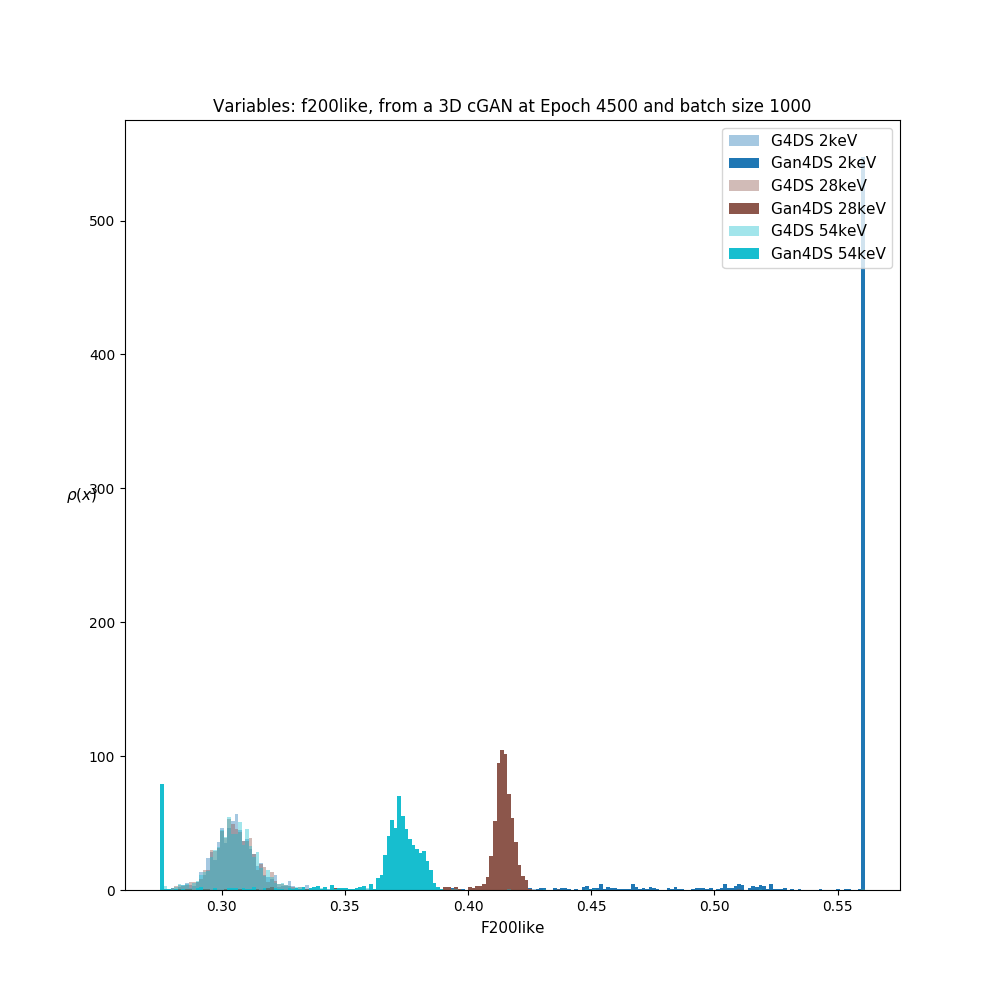 Variables: f200like, from a 3D cGAN at Epoch 4500 and batch size 1000
G4DS 2keV
Gan4DS 2keV
G4DS 28keV
Gan4DS 28keV
G4DS 54keV
Gan4DS 54keV
500
400
300
ρ(x)
200
100
0
0.30 0.35 0.40 0.45 0.50 0.55
F200like